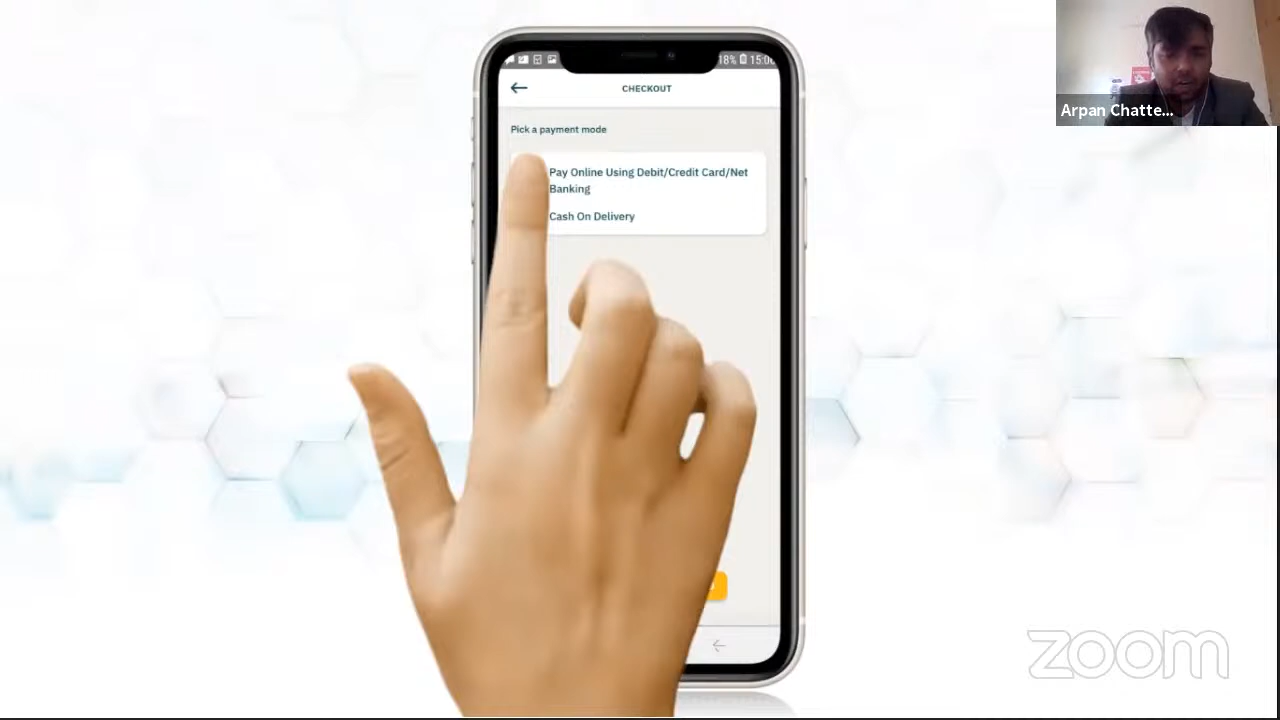 18% 15:06
CHECKOUT
Pick a payment mode
Pay Online Using Debit/Credit Card/Net
Banking
Cash On Delivery
Arpan Chatte...
zoom